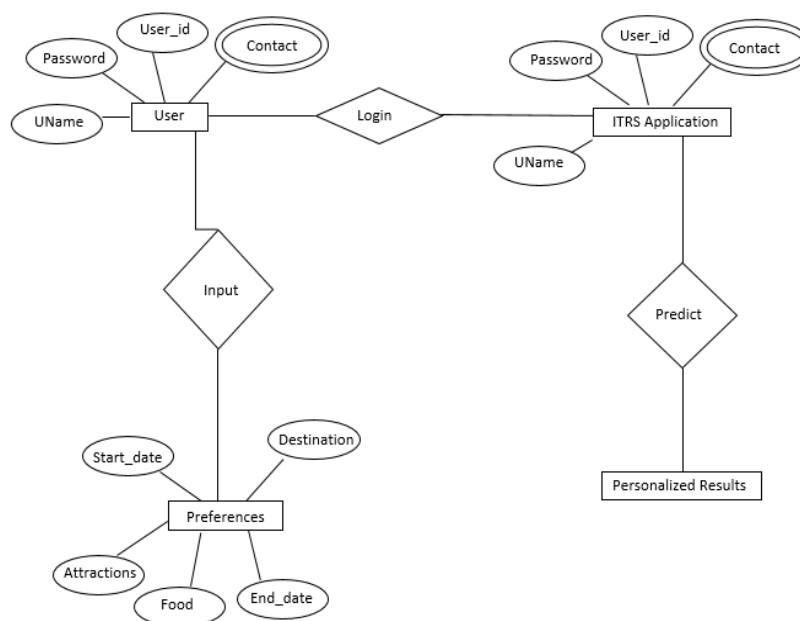 User_id
Contact
Password
UName
User
Login
User_id
Contact
Password
UName
ITRS Application
Input
Predict
Start_date
Destination
Preferences
Attractions
Food
End_date
Personalized Results